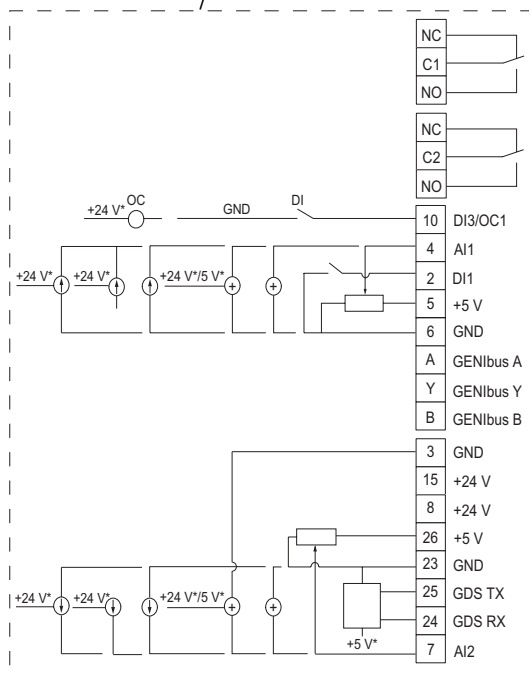 NC
C1
NO
NC
C2
NO
OC DI
+24 V* GND 10 DI3/OC1
4 AI1
+24 V* +24 V* +24 V*/5 V* 2 DI1
5 +5 V
6 GND
A GENIbus A
Y GENIbus Y
B GENIbus B
3 GND
15 +24 V
8 +24 V
26 +5 V
23 GND
+24 V* +24 V* +24 V*/5 V* 25 GDS TX
24 GDS RX
+5 V* 7 AI2